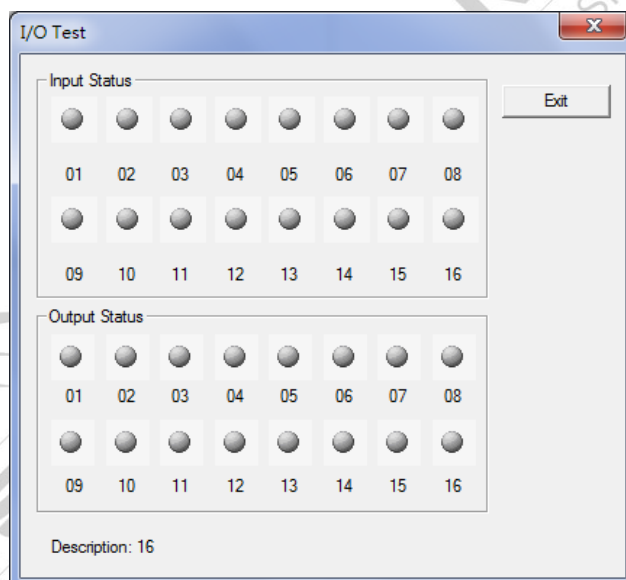 I/O Test
Input Status
Exit
01 02 03 04 05 06 07 08
09 10 11 12 13 14 15 16
Output Status
01 02 03 04 05 06 07 08
09 10 11 12 13 14 15 16
Description: 16